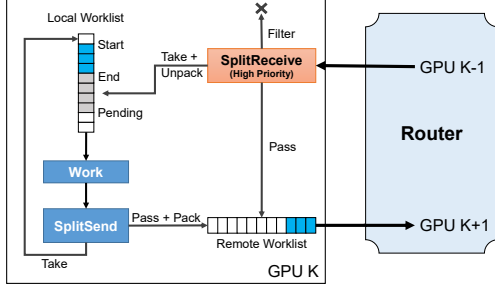 Local Worklist
Start
End
Pending
Take +
Unpack
Filter
SplitReceive
(High Priority)
GPU K-1
Router
Pass
Work
SplitSend
Pass + Pack
Take
Remote Worklist
GPU K+1
GPU K